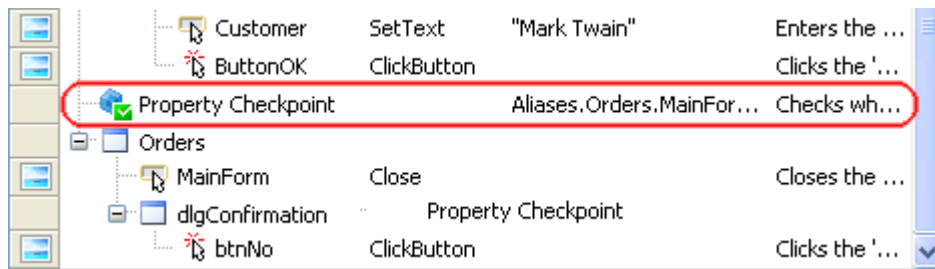 Customer SetText "Mark Twain" Enters the ...
ButtonOK ClickButton Clicks the '...
Property Checkpoint Aliases.Orders.MainFor... Checks wh...
Orders
MainForm Close Closes the ...
dlgConfirmation Property Checkpoint
btnNo ClickButton Clicks the '...